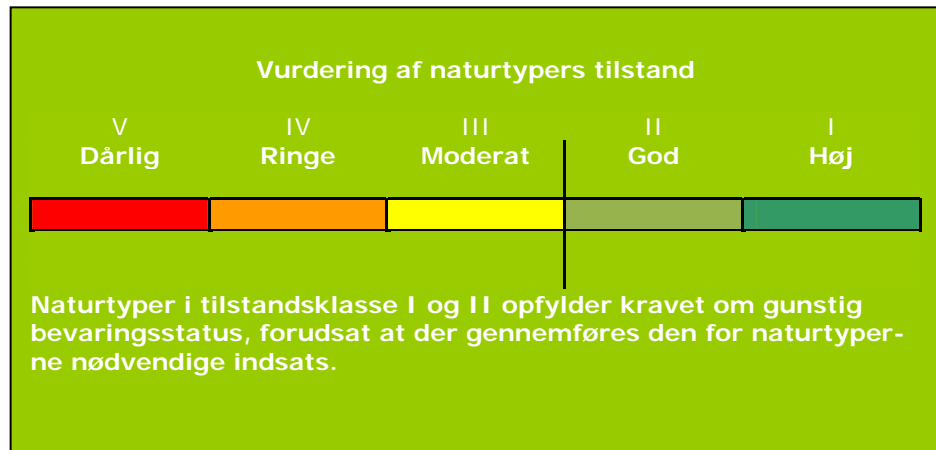 Vurdering af naturtypers tilstand
V IV III II I
Dårlig Ringe Moderat God Høj
Naturtyper i tilstandsklasse I og II opfylder kravet om gunstig
bevaringsstatus, forudsat at der gennemføres den for naturtyper-
ne nødvendige indsats.